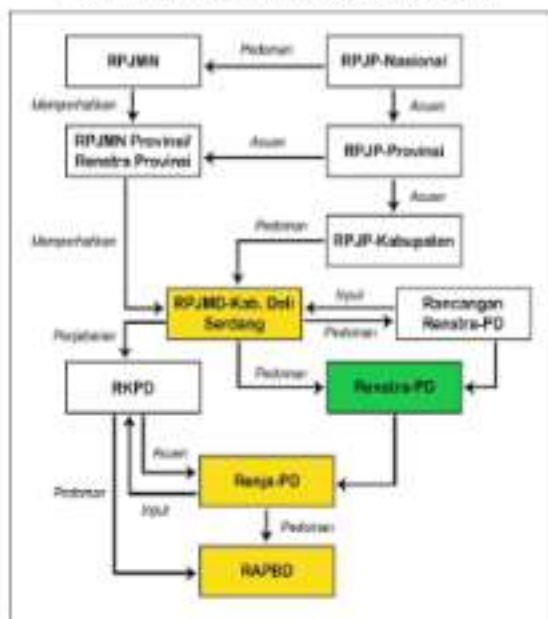 Pedoman
RPJMN
RPJP-Nasional
Memperhatikan
Acuan
RPJMN Provinsi/
Renstra Provinsi
Acuan
RPJP-Provinsi
Acuan
Pedoman
RPJP-Kabupaten
Memperhatikan
RPJMD-Kab. Deli
Serdang
Input
Pedoman
Rancangan
Renstra-PD
Penjabaran
RKPD
Pedoman
Renstra-PD
Acuan
Renja-PD
Pedoman
Input
Pedoman
RAPBD